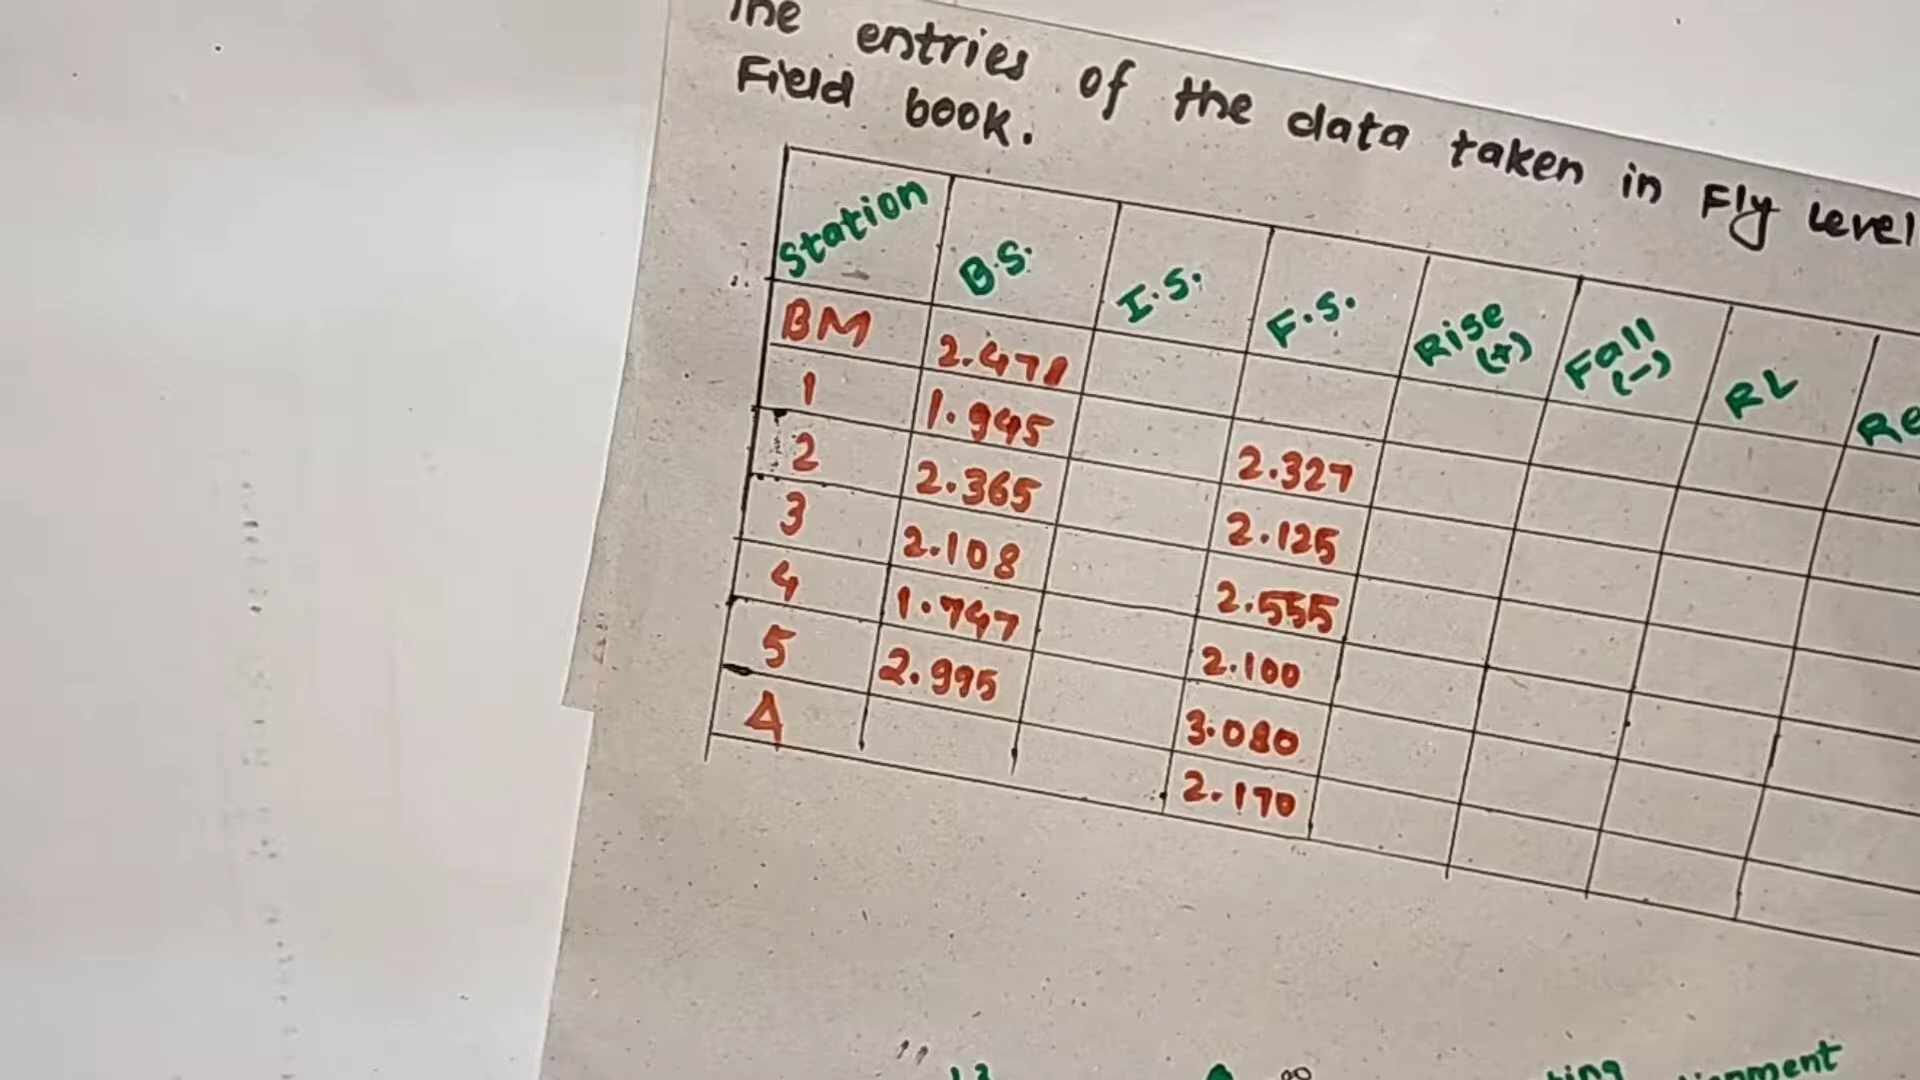 The entries of the data taken in Fly level
Field book.
Station B.S. I.S. F.S. Rise (+) Fall (-) RL Re
BM 2.478
1 1.945 2.327
2 2.365 2.125
3 2.108 2.555
4 1.747 2.100
5 2.995 3.080
A 2.170